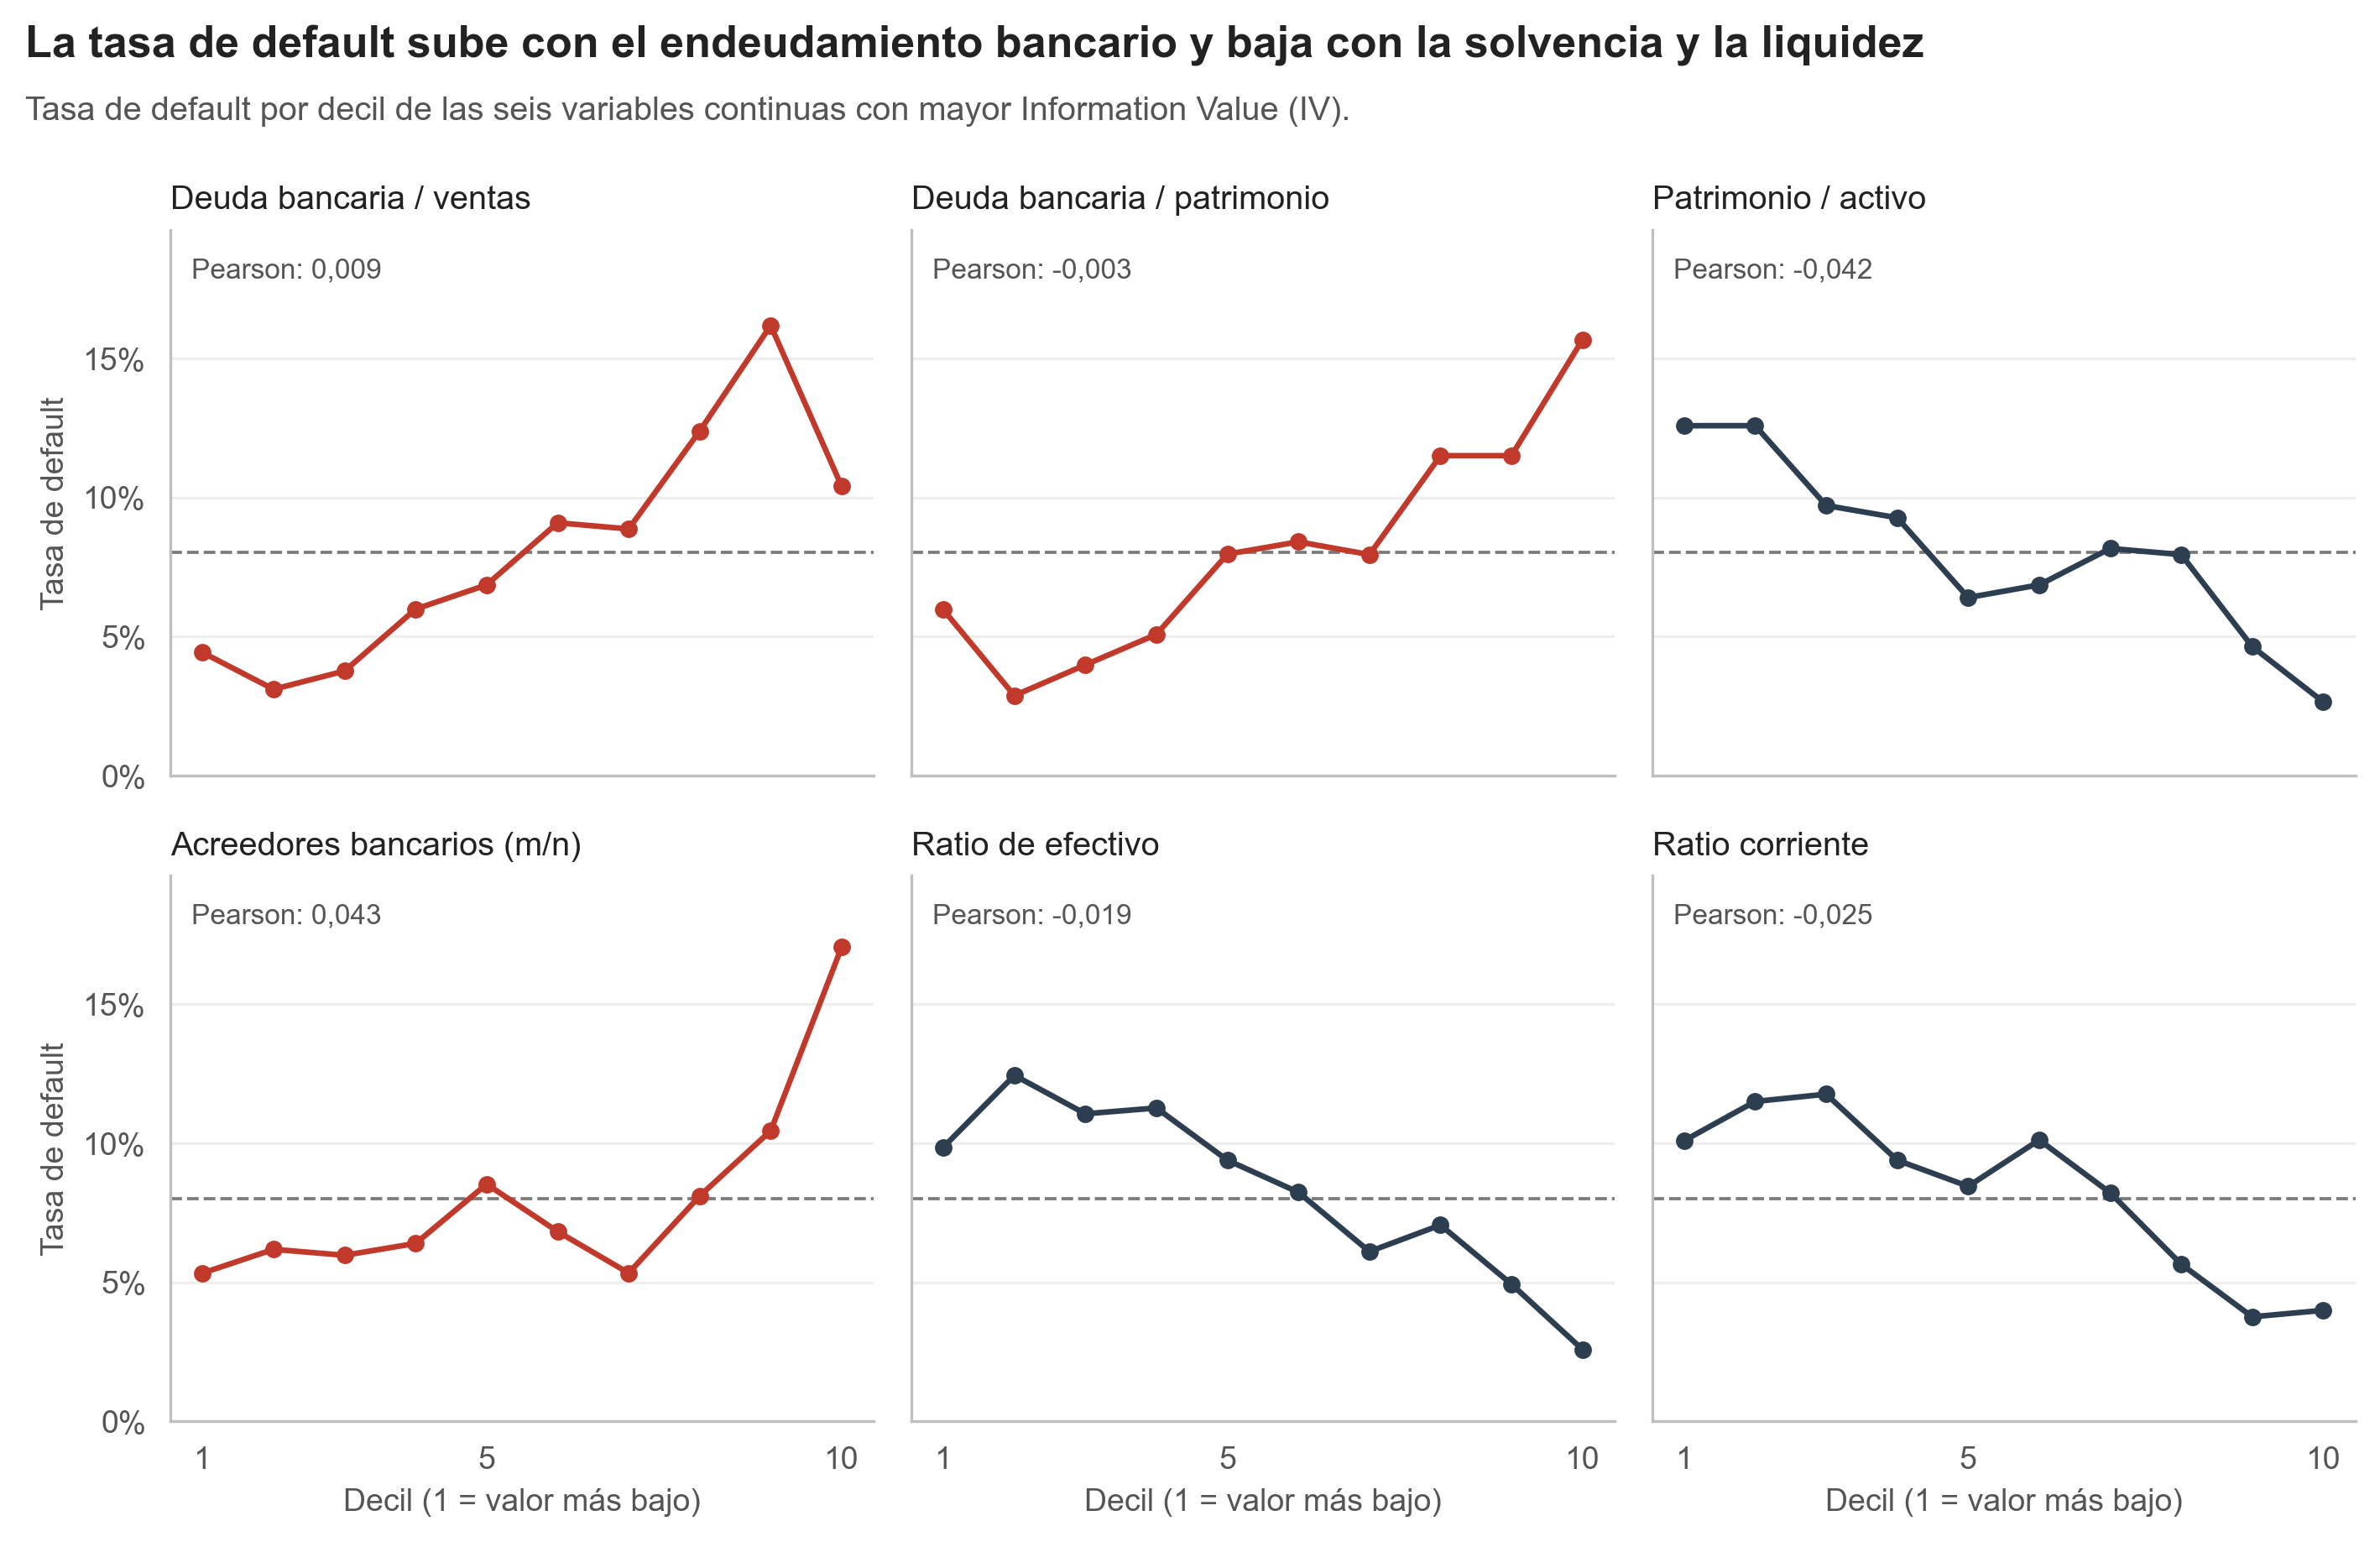 La tasa de default sube con el endeudamiento bancario y baja con la solvencia y la liquidez
Tasa de default por decil de las seis variables continuas con mayor Information Value (IV).
Deuda bancaria / ventas
Pearson: 0,009
Tasa de default
15%
10%
5%
0%
Deuda bancaria / patrimonio
Pearson: -0,003
Patrimonio / activo
Pearson: -0,042
Acreedores bancarios (m/n)
Pearson: 0,043
Tasa de default
15%
10%
5%
0%
1 5 10
Decil (1 = valor más bajo)
Ratio de efectivo
Pearson: -0,019
1 5 10
Decil (1 = valor más bajo)
Ratio corriente
Pearson: -0,025
1 5 10
Decil (1 = valor más bajo)